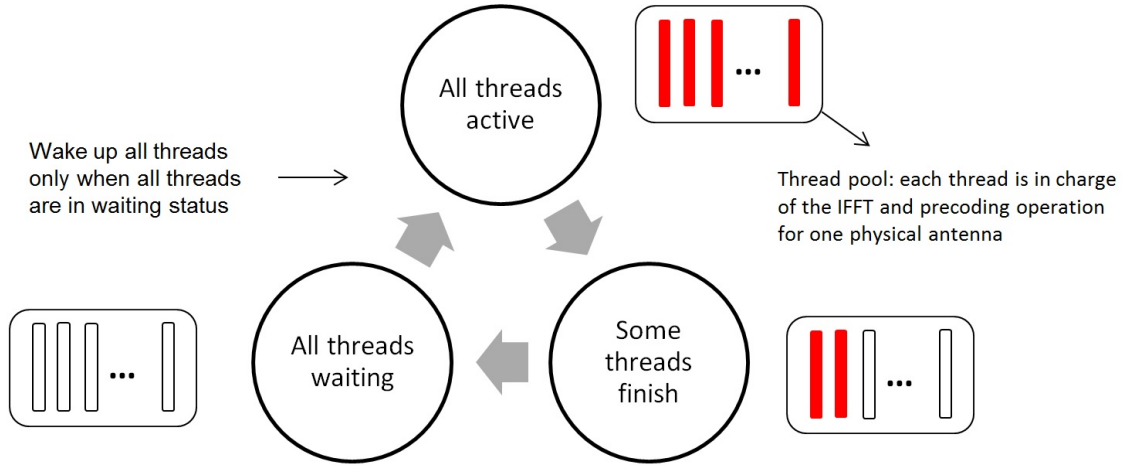 All threads
active
...
Wake up all threads
only when all threads
are in waiting status
Thread pool: each thread is in charge
of the IFFT and precoding operation
for one physical antenna
All threads
waiting
...
Some
threads
finish
...